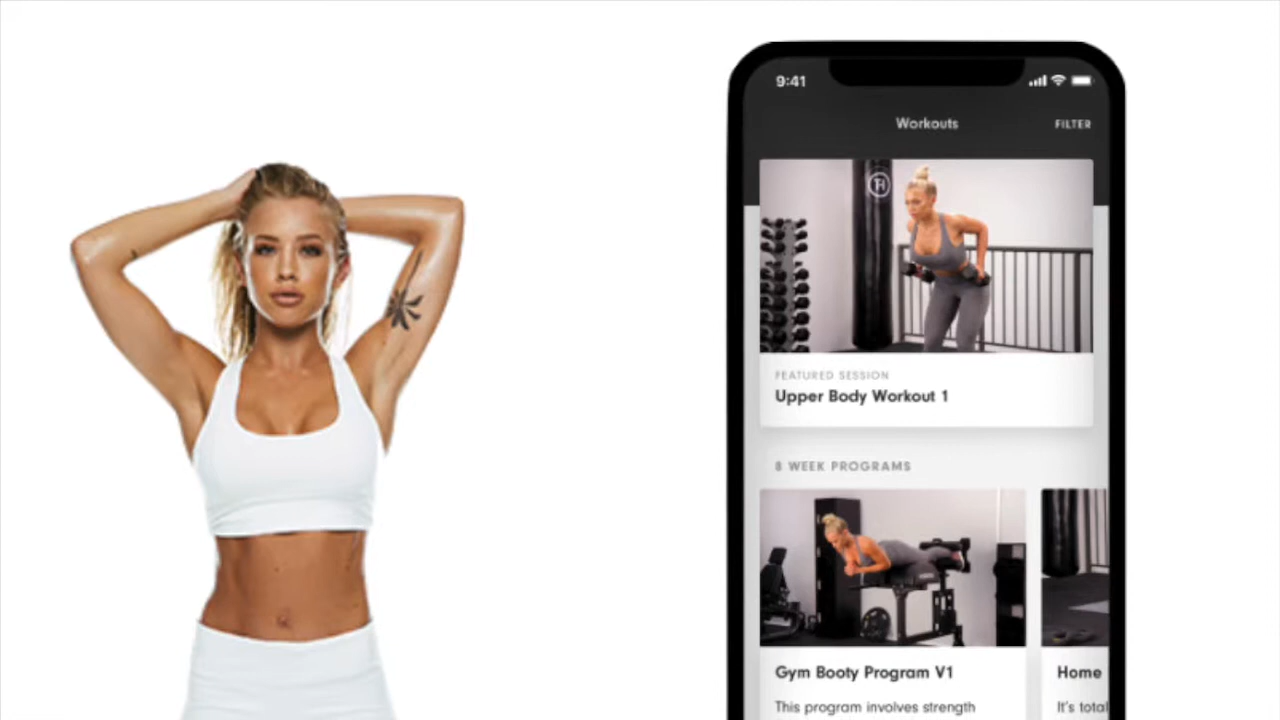 9:41
Workouts
FILTER
TH
FEATURED SESSION
Upper Body Workout 1
8 WEEK PROGRAMS
Gym Booty Program V1
Home
This program involves strength
It's total